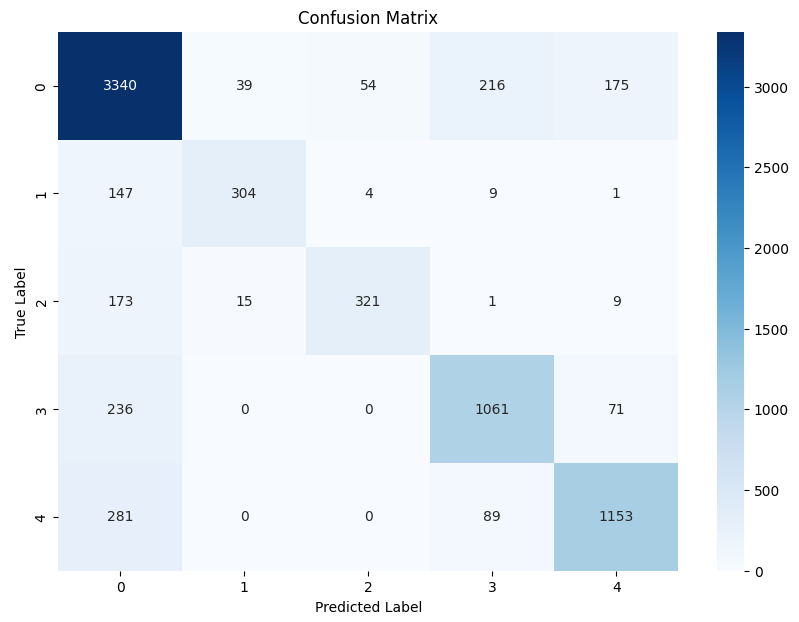 Confusion Matrix
True Label
0 3340 39 54 216 175
1 147 304 4 9 1
2 173 15 321 1 9
3 236 0 0 1061 71
4 281 0 0 89 1153
0 1 2 3 4
Predicted Label
3000
2500
2000
1500
1000
500
0